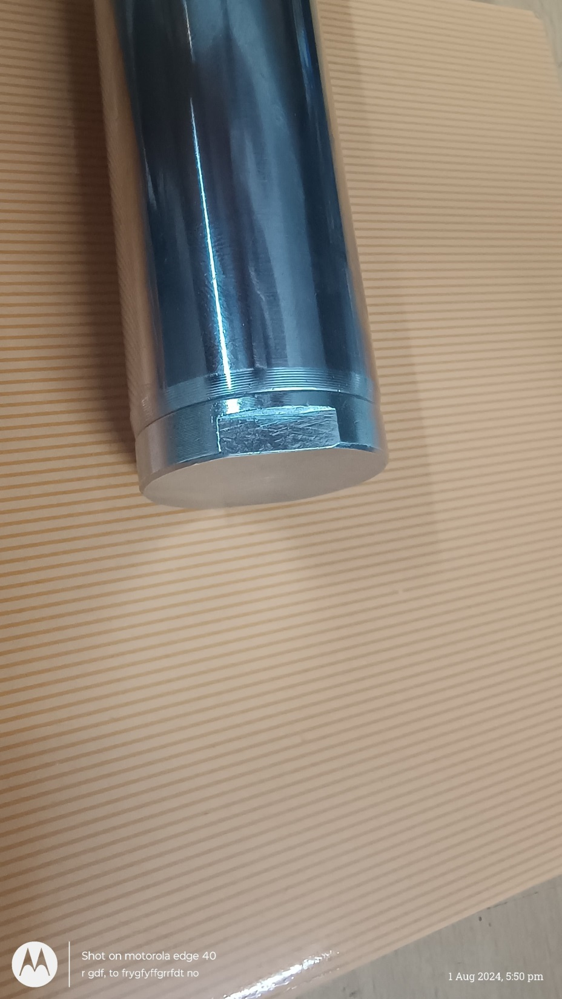 Shot on motorola edge 40
r gdf, to frygfyffgrrfdt no
1 Aug 2024, 5:50 pm